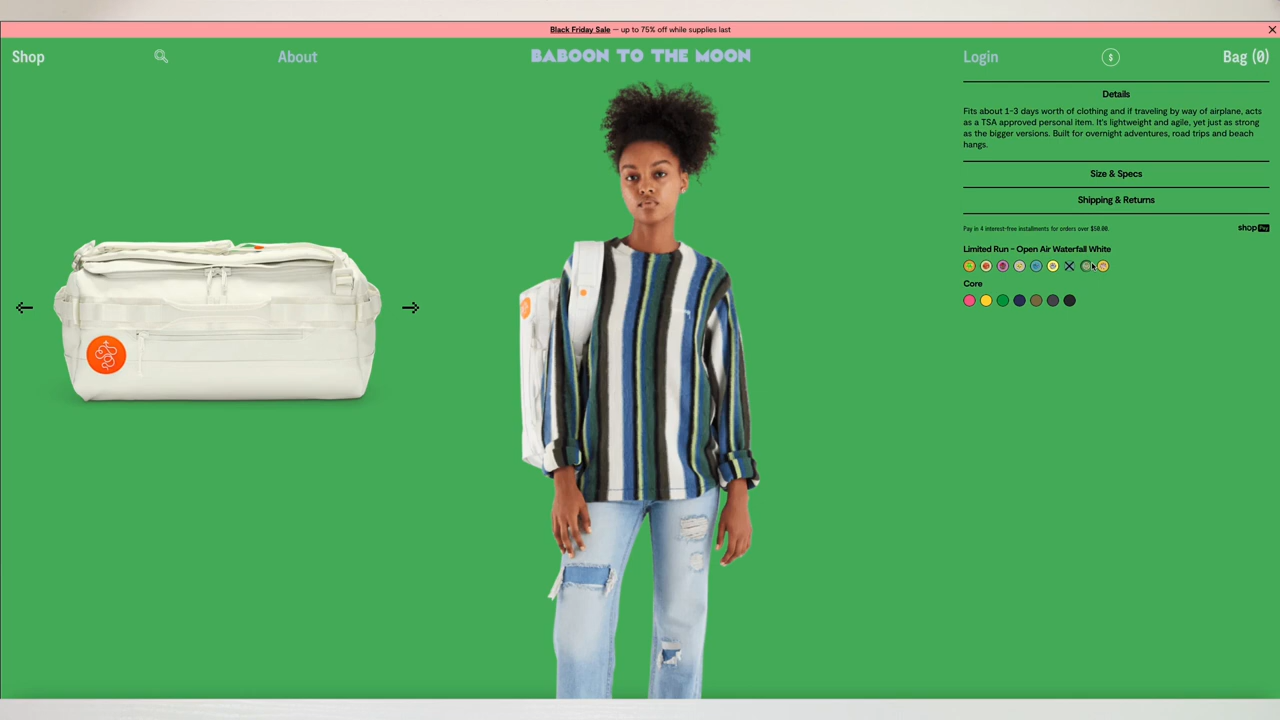 Black Friday Sale — up to 75% off while supplies last
Shop
About
BABOON TO THE MOON
Login
$
Bag (0)
Details
Fits about 1-3 days worth of clothing and if traveling by way of airplane, acts
as a TSA approved personal item. It's lightweight and agile, yet just as strong
as the bigger versions. Built for overnight adventures, road trips and beach
hangs.
Size & Specs
Shipping & Returns
Pay in 4 interest-free installments for orders over $50.00.
shop Pay
Limited Run - Open Air Waterfall White
Core